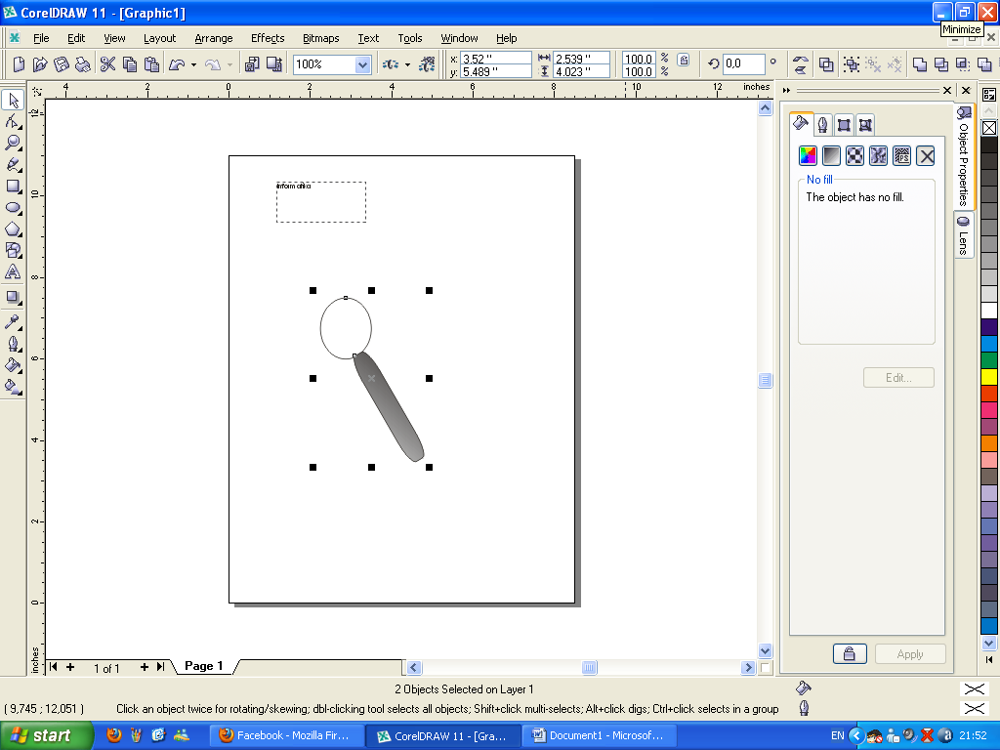 CorelDRAW 11 - [Graphic1]
Minimize
File Edit View Layout Arrange Effects Bitmaps Text Tools Window Help
100%
x: 3.52 "
y: 5.489 "
2.539 "
4.023 "
100.0 %
100.0 %
0,0 °
4 2 0 2 4 6 8 10 12 inches
12
10
8
6
4
2
0
inches
informatika
Object Properties
Lens
PS
No fill
The object has no fill.
Edit...
Apply
1 of 1
Page 1
2 Objects Selected on Layer 1
( 9,745 ; 12,051 ) Click an object twice for rotating/skewing; dbl-clicking tool selects all objects; Shift+click multi-selects; Alt+click digs; Ctrl+click selects in a group
start
Facebook - Mozilla Fir...
CorelDRAW 11 - [Gra...
Document1 - Microsof...
EN
21:52